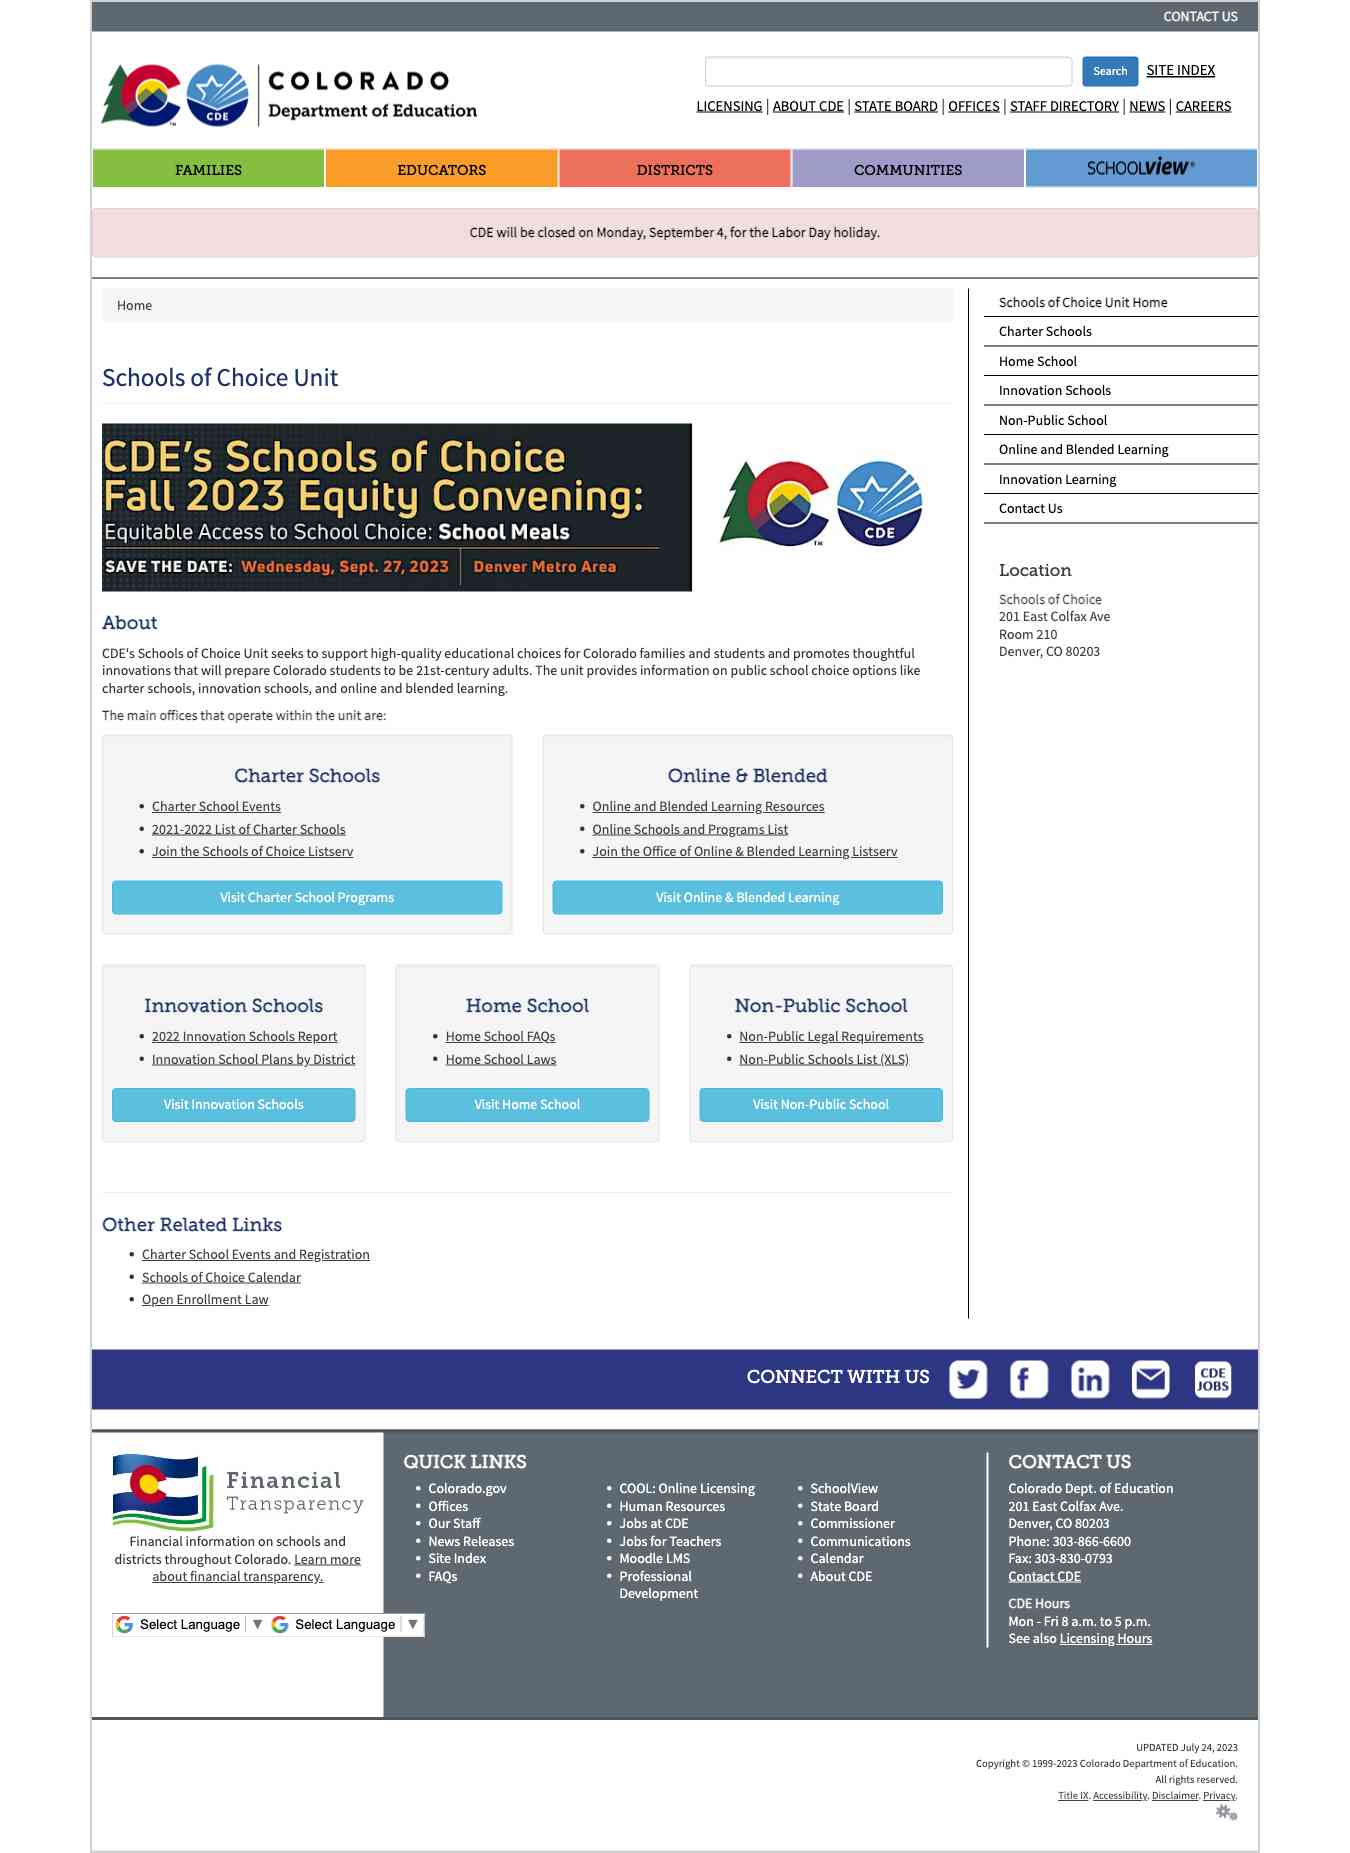 CONTACT US
COLORADO
Department of Education
CDE
TM
Search
SITE INDEX
LICENSING | ABOUT CDE | STATE BOARD | OFFICES | STAFF DIRECTORY | NEWS | CAREERS
FAMILIES
EDUCATORS
DISTRICTS
COMMUNITIES
SCHOOLVIEW®
CDE will be closed on Monday, September 4, for the Labor Day holiday.
Home
Schools of Choice Unit
CDE's Schools of Choice
Fall 2023 Equity Convening:
Equitable Access to School Choice: School Meals
SAVE THE DATE: Wednesday, Sept. 27, 2023 | Denver Metro Area
TM
CDE
About
CDE's Schools of Choice Unit seeks to support high-quality educational choices for Colorado families and students and promotes thoughtful
innovations that will prepare Colorado students to be 21st-century adults. The unit provides information on public school choice options like
charter schools, innovation schools, and online and blended learning.
The main offices that operate within the unit are:
Charter Schools
• Charter School Events
• 2021-2022 List of Charter Schools
• Join the Schools of Choice Listserv
Visit Charter School Programs
Online & Blended
• Online and Blended Learning Resources
• Online Schools and Programs List
• Join the Office of Online & Blended Learning Listserv
Visit Online & Blended Learning
Innovation Schools
• 2022 Innovation Schools Report
• Innovation School Plans by District
Visit Innovation Schools
Home School
• Home School FAQs
• Home School Laws
Visit Home School
Non-Public School
• Non-Public Legal Requirements
• Non-Public Schools List (XLS)
Visit Non-Public School
Other Related Links
• Charter School Events and Registration
• Schools of Choice Calendar
• Open Enrollment Law
Schools of Choice Unit Home
Charter Schools
Home School
Innovation Schools
Non-Public School
Online and Blended Learning
Innovation Learning
Contact Us
Location
Schools of Choice
201 East Colfax Ave
Room 210
Denver, CO 80203
CONNECT WITH US
CDE
JOBS
Financial
Transparency
Financial information on schools and
districts throughout Colorado. Learn more
about financial transparency.
Select Language ▼
Select Language ▼
QUICK LINKS
• Colorado.gov
• Offices
• Our Staff
• News Releases
• Site Index
• FAQs
• COOL: Online Licensing
• Human Resources
• Jobs at CDE
• Jobs for Teachers
• Moodle LMS
• Professional
Development
• SchoolView
• State Board
• Commissioner
• Communications
• Calendar
• About CDE
CONTACT US
Colorado Dept. of Education
201 East Colfax Ave.
Denver, CO 80203
Phone: 303-866-6600
Fax: 303-830-0793
Contact CDE
CDE Hours
Mon - Fri 8 a.m. to 5 p.m.
See also Licensing Hours
UPDATED July 24, 2023
Copyright © 1999-2023 Colorado Department of Education.
All rights reserved.
Title IX. Accessibility. Disclaimer. Privacy.